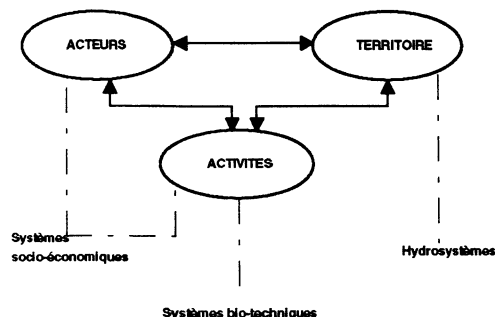 ACTEURS
TERRITOIRE
ACTIVITES
Systèmes
socio-économiques
Hydrosystèmes
Systèmes bio-techniques